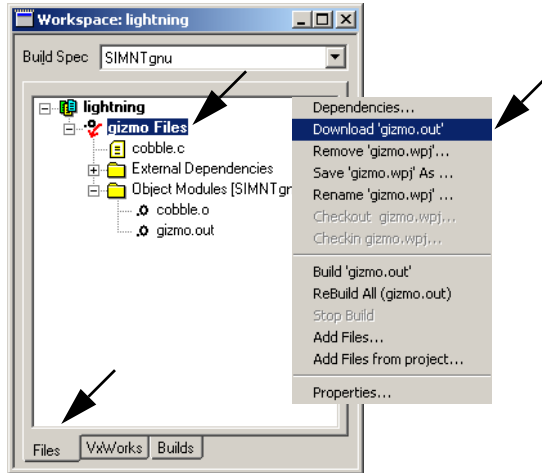 Workspace: lightning
Build Spec SIMNTgnu
lightning
gizmo Files
cobble.c
External Dependencies
Object Modules [SIMNTgn
cobble.o
gizmo.out
Files VxWorks Builds
Dependencies...
Download 'gizmo.out'
Remove 'gizmo.wpj'...
Save 'gizmo.wpj' As ...
Rename 'gizmo.wpj' ...
Checkout gizmo.wpj...
Checkin gizmo.wpj...
Build 'gizmo.out'
ReBuild All (gizmo.out)
Stop Build
Add Files...
Add Files from project...
Properties...